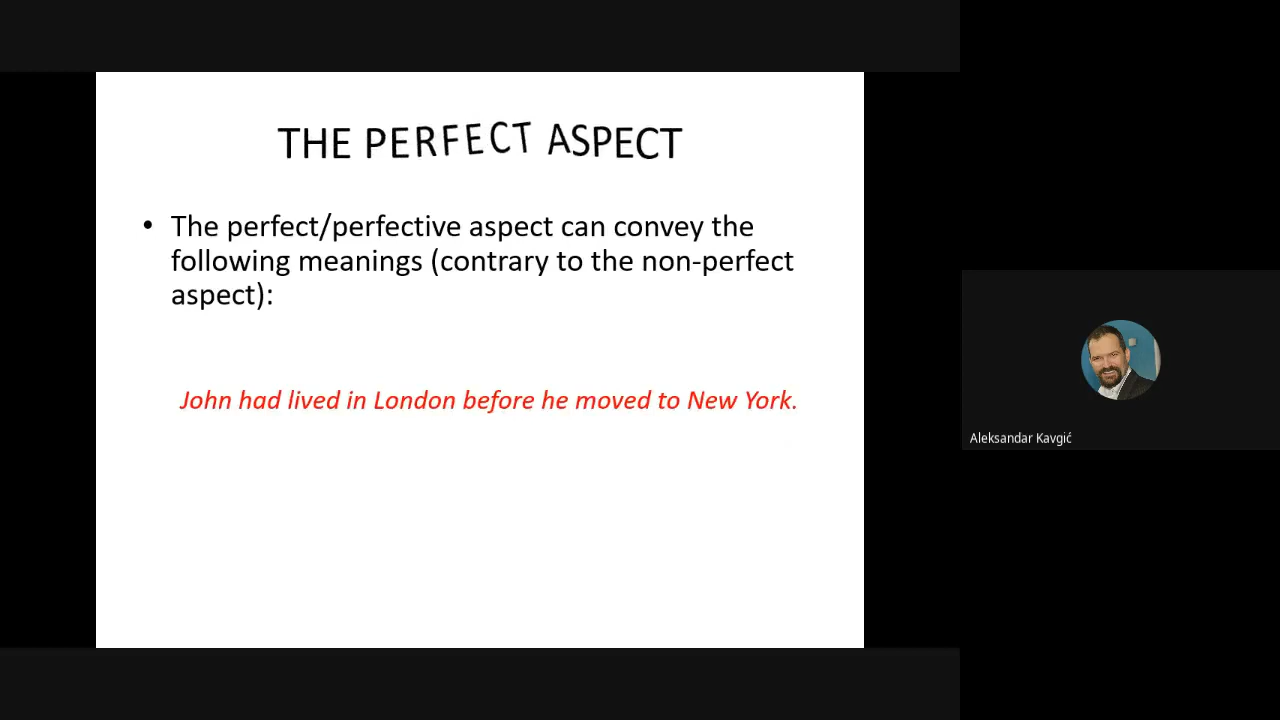 THE PERFECT ASPECT
• The perfect/perfective aspect can convey the
following meanings (contrary to the non-perfect
aspect):
John had lived in London before he moved to New York.
Aleksandar Kavgić